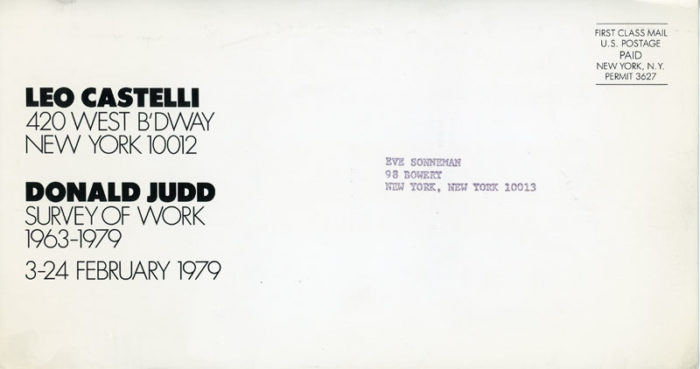 FIRST CLASS MAIL
U.S. POSTAGE
PAID
NEW YORK, N.Y.
PERMIT 3627
LEO CASTELLI
420 WEST B'DWAY
NEW YORK 10012
DONALD JUDD
SURVEY OF WORK
1963-1979
3-24 FEBRUARY 1979
EVE SONNEMAN
98 BOWERY
NEW YORK, NEW YORK 10013